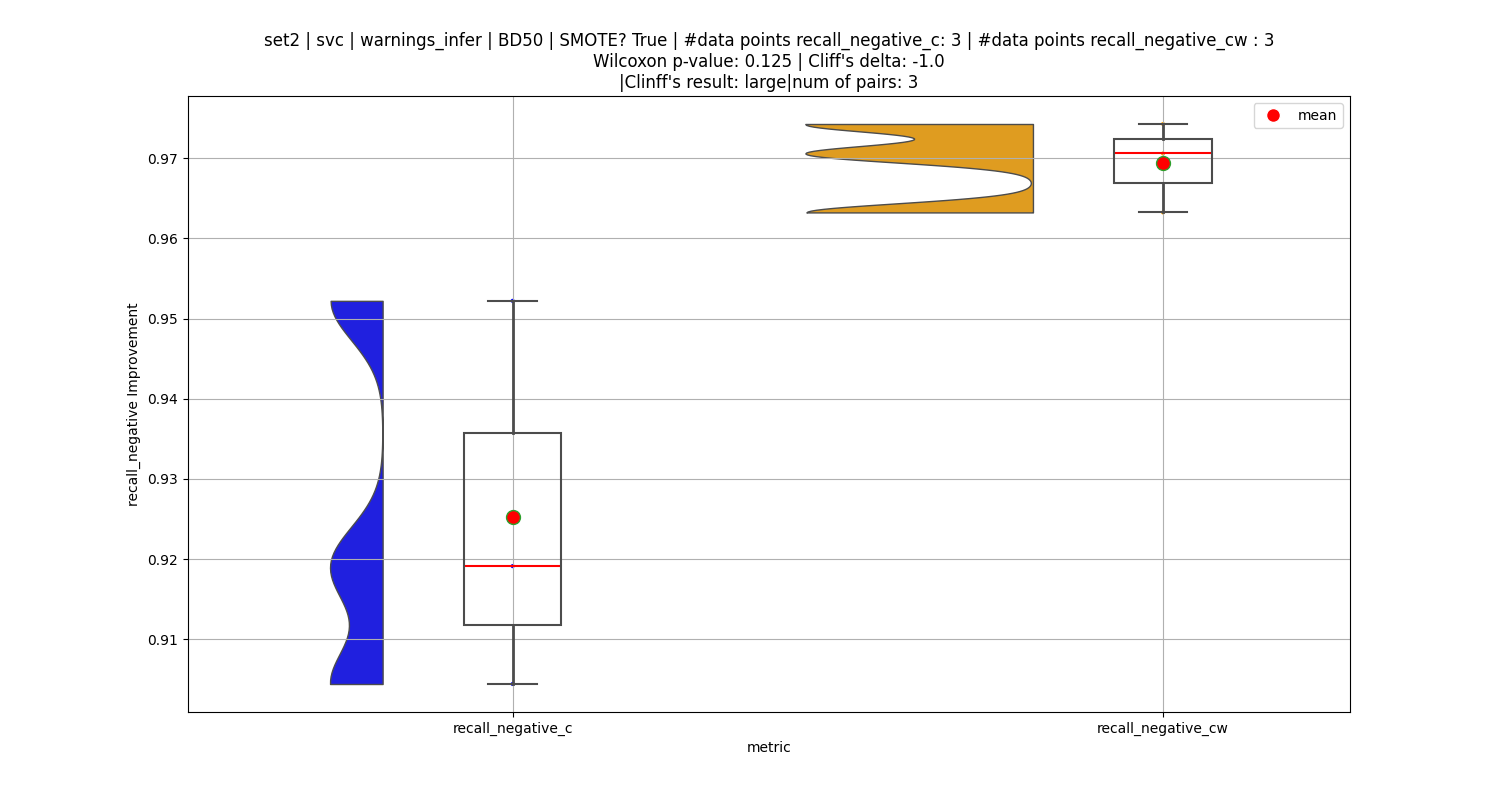 set2 | svc | warnings_infer | BD50 | SMOTE? True | #data points recall_negative_c: 3 | #data points recall_negative_cw : 3
Wilcoxon p-value: 0.125 | Cliff's delta: -1.0
|Clinff's result: large|num of pairs: 3
mean
0.97
0.96
0.95
0.94
0.93
0.92
0.91
recall_negative Improvement
recall_negative_c
recall_negative_cw
metric